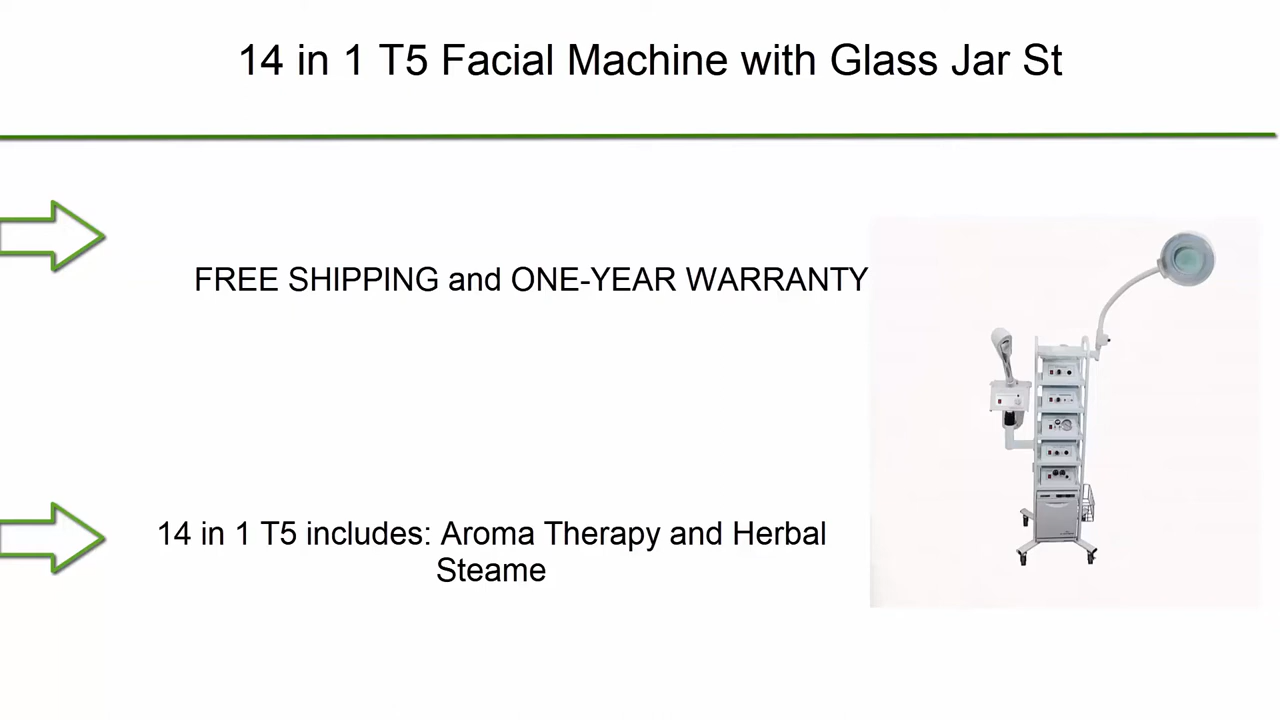 14 in 1 T5 Facial Machine with Glass Jar St
FREE SHIPPING and ONE-YEAR WARRANTY
14 in 1 T5 includes: Aroma Therapy and Herbal
Steame